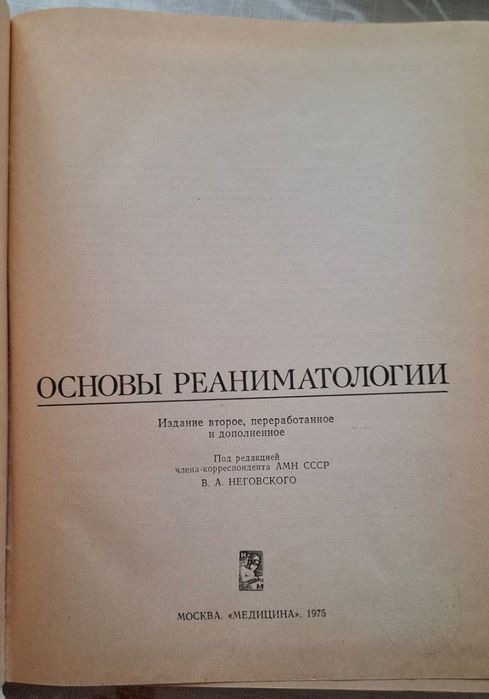 ОСНОВЫ РЕАНИМАТОЛОГИИ
Издание второе, переработанное
и дополненное
Под редакцией
члена-корреспондента АМН СССР
В. А. НЕГОВСКОГО
И
М
МОСКВА. «МЕДИЦИНА». 1975